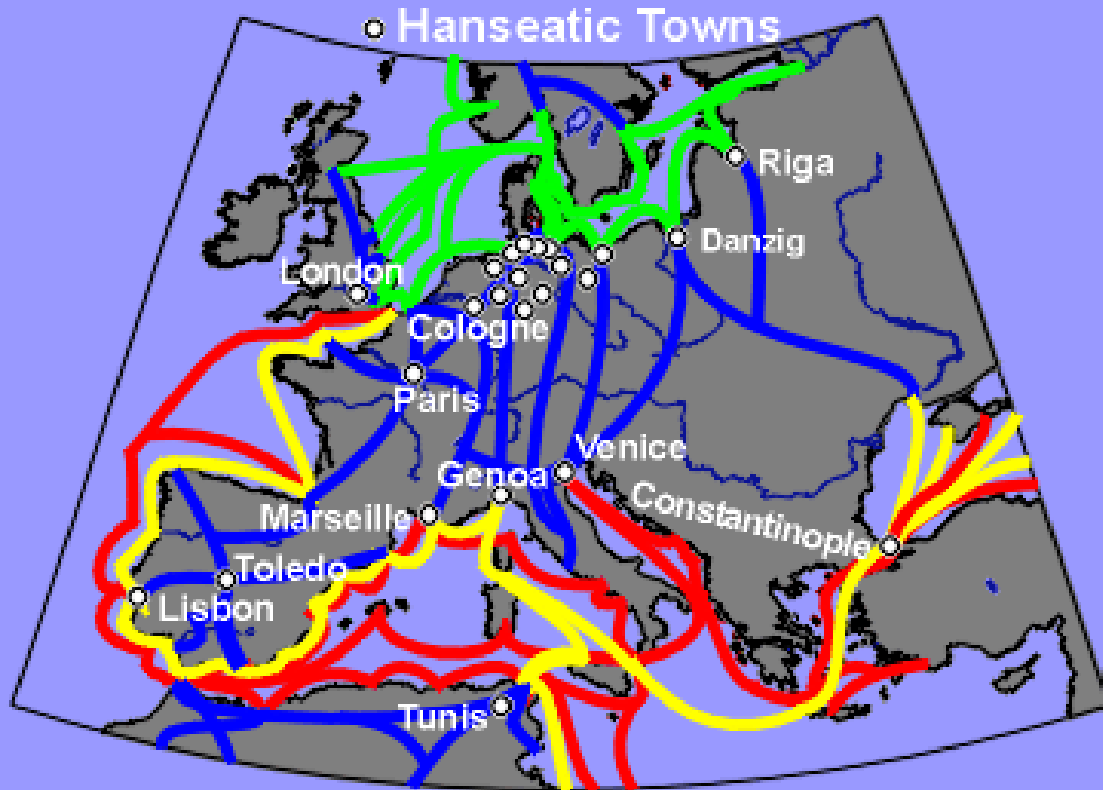 Hanseatic Towns
Riga
Danzig
London
Cologne
Paris
Venice
Genoa
Constantinople
Marseille
Toledo
Lisbon
Tunis